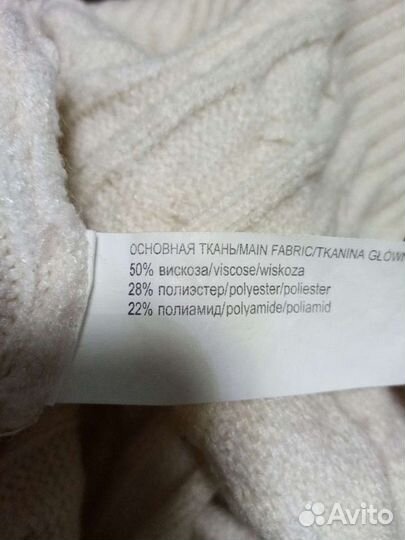 ОСНОВНАЯ ТКАНЬ/MAIN FABRIC/TKANINA GŁÓWN
50% вискоза/viscose/wiskoza
28% полиэстер/polyester/poliester
22% полиамид/polyamide/poliamid
Avito